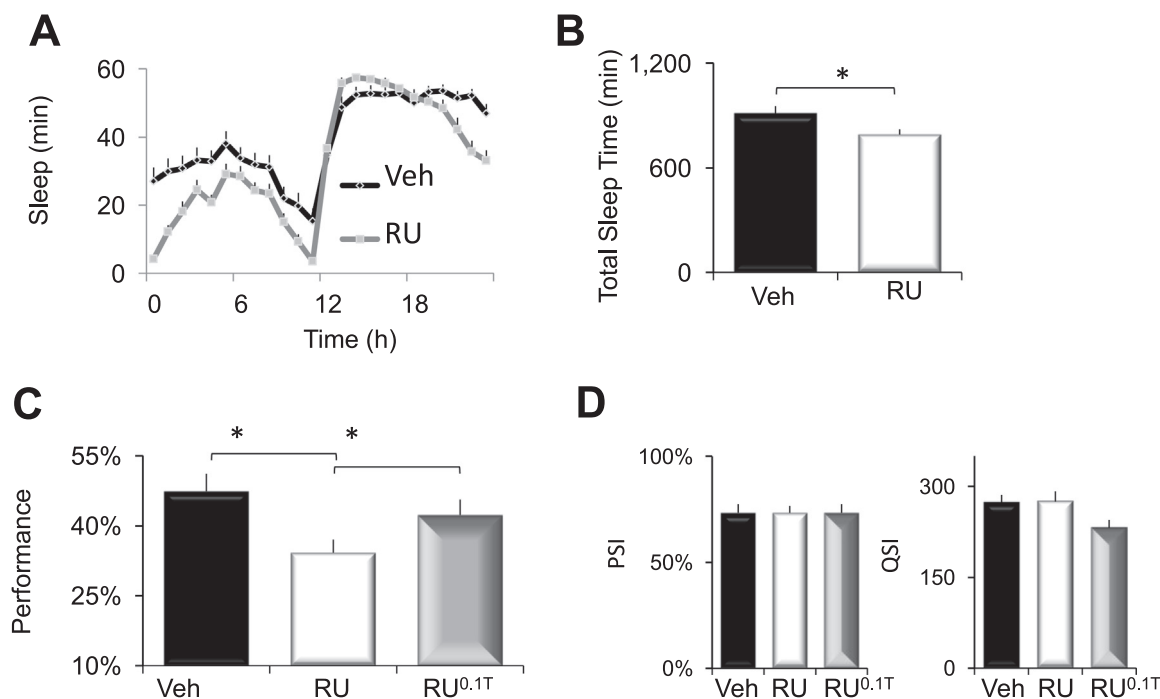 A
Sleep (min)
60
40
20
0
Veh
RU
0 6 12 18
Time (h)
B
Total Sleep Time (min)
1,200
600
0
*
Veh RU
C
Performance
55%
40%
25%
10%
* *
Veh RU RU0.1T
D
PSI
100%
50%
0%
Veh RU RU0.1T
QSI
300
150
0
Veh RU RU0.1T